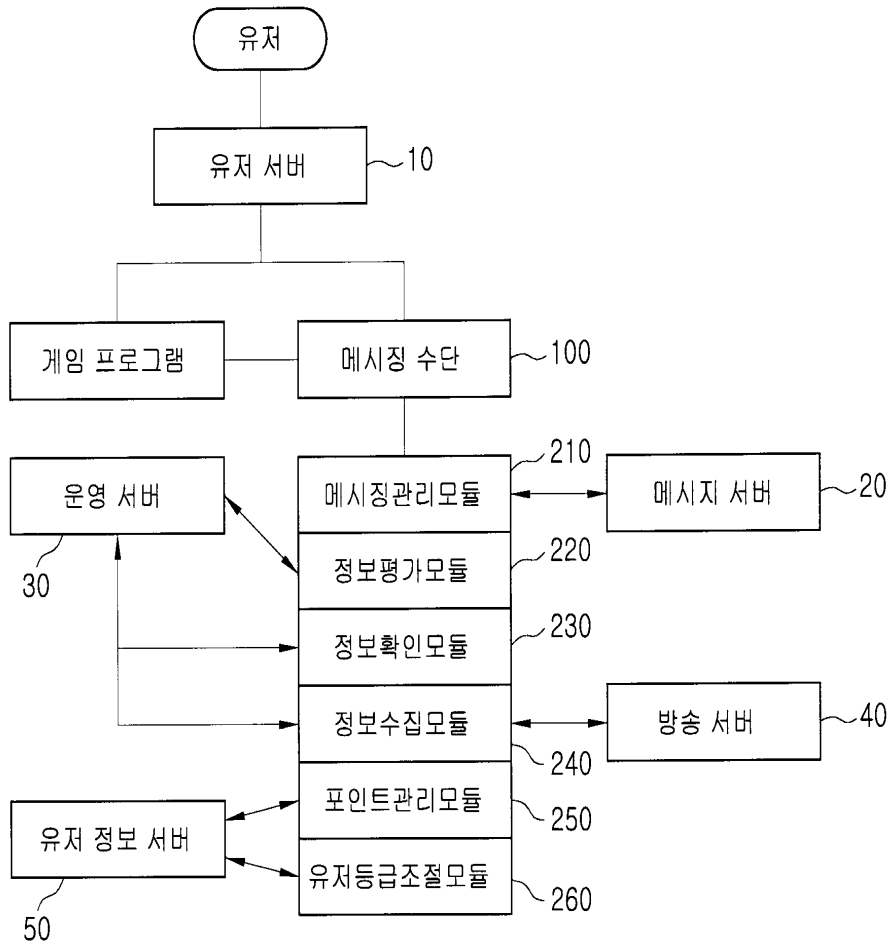 유저
유저 서버
10
게임 프로그램
메시징 수단
100
210
운영 서버
메시징관리모듈
메시지 서버
20
30
정보평가모듈
220
정보확인모듈
230
정보수집모듈
방송 서버
40
240
유저 정보 서버
포인트관리모듈
250
유저등급조절모듈
260
50